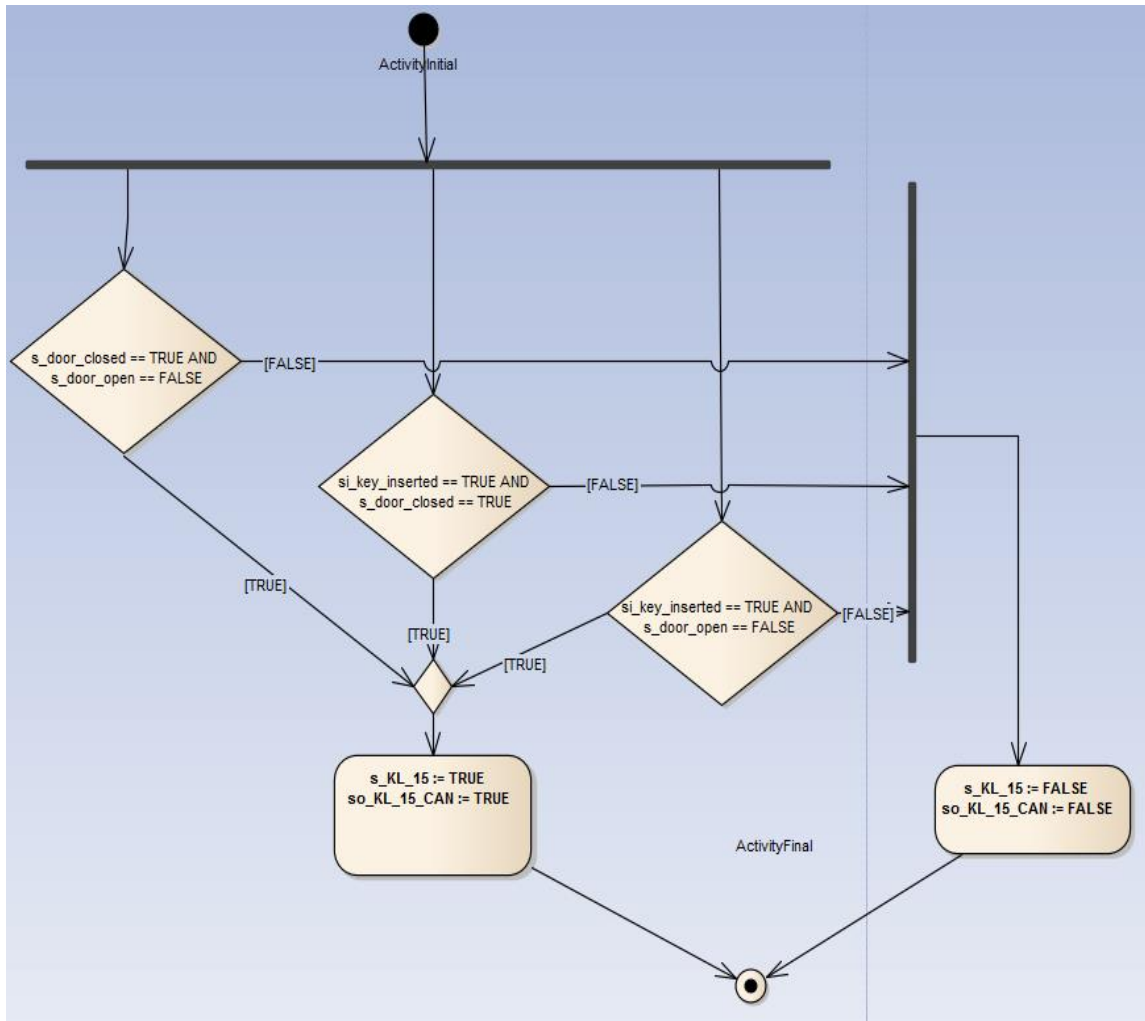 ActivityInitial
s_door_closed == TRUE AND
s_door_open == FALSE
[FALSE]
si_key_inserted == TRUE AND
s_door_closed == TRUE
[FALSE]
[TRUE]
si_key_inserted == TRUE AND
s_door_open == FALSE
[FALSE]
[TRUE]
[TRUE]
s_KL_15 := TRUE
so_KL_15_CAN := TRUE
s_KL_15 := FALSE
so_KL_15_CAN := FALSE
ActivityFinal